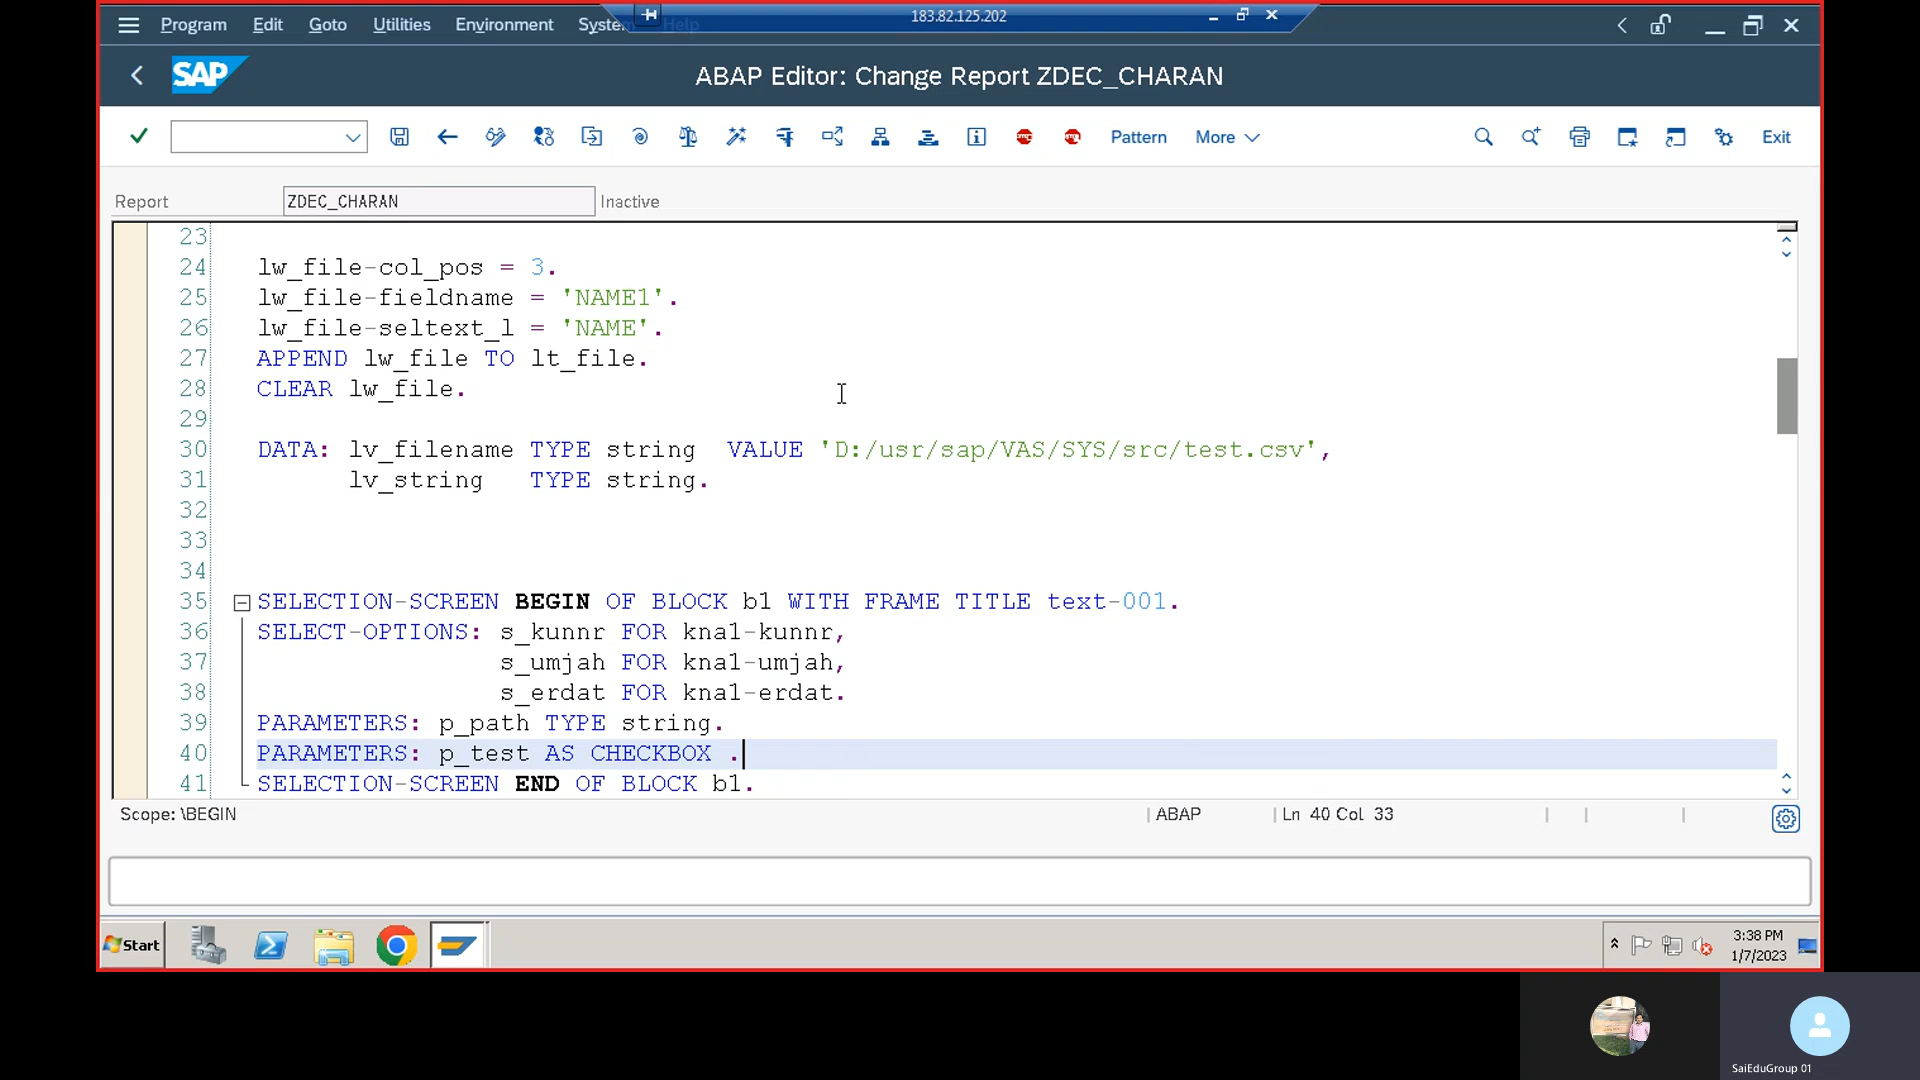 183.82.125.202
Program Edit Goto Utilities Environment System Help
SAP
ABAP Editor: Change Report ZDEC_CHARAN
Pattern More Exit
Report ZDEC_CHARAN Inactive
23
24 lw_file-col_pos = 3.
25 lw_file-fieldname = 'NAME1'.
26 lw_file-seltext_l = 'NAME'.
27 APPEND lw_file TO lt_file.
28 CLEAR lw_file.
29
30 DATA: lv_filename TYPE string VALUE 'D:/usr/sap/VAS/SYS/src/test.csv',
31 lv_string TYPE string.
32
33
34
35 SELECTION-SCREEN BEGIN OF BLOCK b1 WITH FRAME TITLE text-001.
36 SELECT-OPTIONS: s_kunnr FOR kna1-kunnr,
37 s_umjah FOR kna1-umjah,
38 s_erdat FOR kna1-erdat.
39 PARAMETERS: p_path TYPE string.
40 PARAMETERS: p_test AS CHECKBOX .
41 SELECTION-SCREEN END OF BLOCK b1.
Scope: \BEGIN ABAP Ln 40 Col 33
Start
3:38 PM
1/7/2023
SaiEduGroup 01